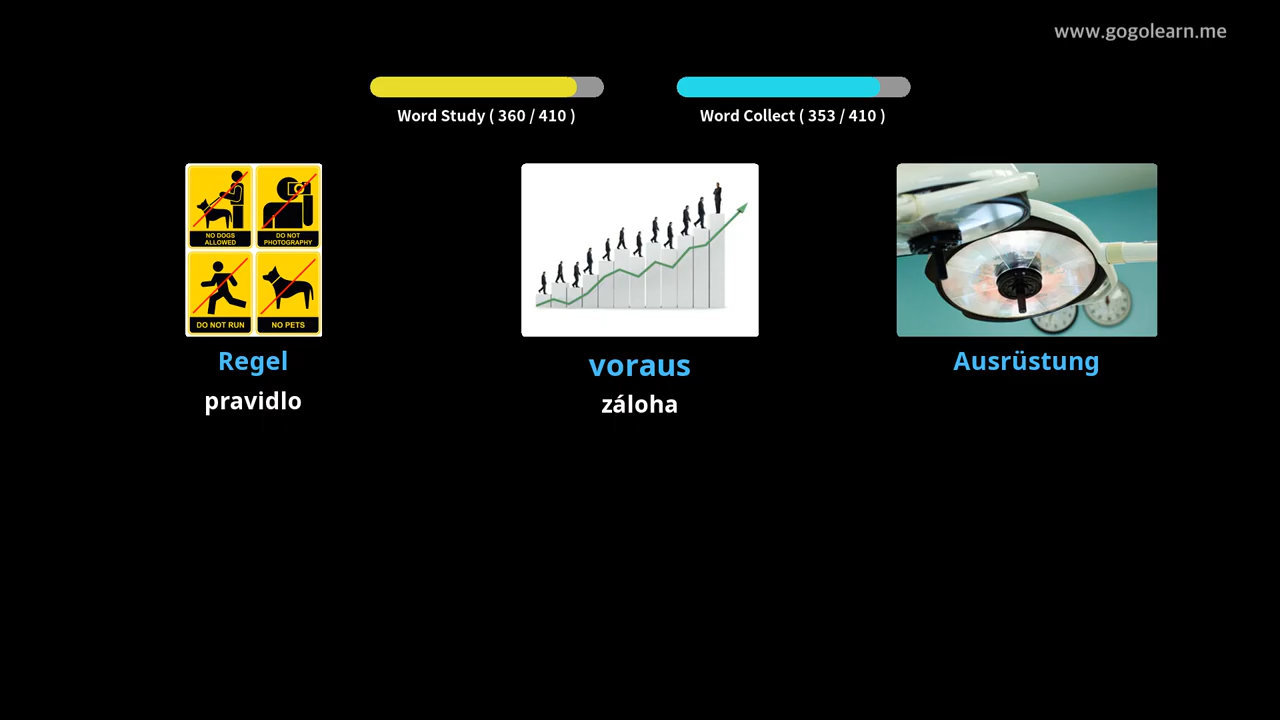 www.gogolearn.me
Word Study ( 360 / 410 )
Word Collect ( 353 / 410 )
NO DOGS
ALLOWED
DO NOT
PHOTOGRAPHY
DO NOT RUN
NO PETS
Regel
voraus
Ausrüstung
pravidlo
záloha